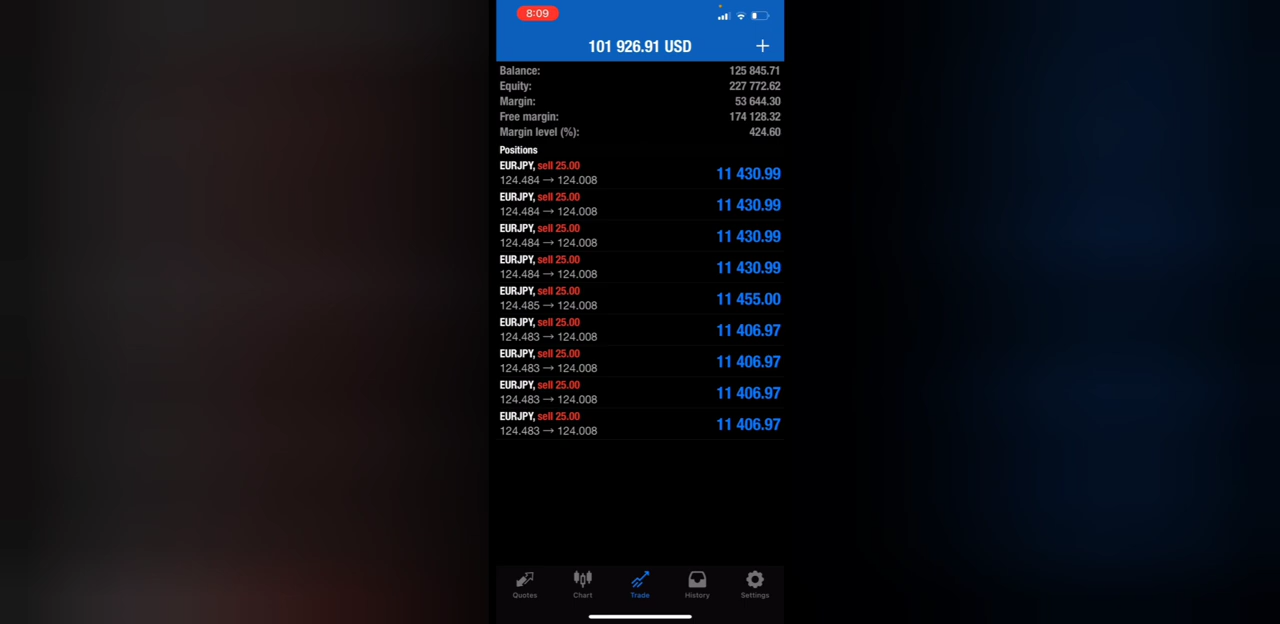 8:09
101 926.91 USD +
Balance: 125 845.71
Equity: 227 772.62
Margin: 53 644.30
Free margin: 174 128.32
Margin level (%): 424.60
Positions
EURJPY, sell 25.00
124.484 → 124.008 11 430.99
EURJPY, sell 25.00
124.484 → 124.008 11 430.99
EURJPY, sell 25.00
124.484 → 124.008 11 430.99
EURJPY, sell 25.00
124.484 → 124.008 11 430.99
EURJPY, sell 25.00
124.485 → 124.008 11 455.00
EURJPY, sell 25.00
124.483 → 124.008 11 406.97
EURJPY, sell 25.00
124.483 → 124.008 11 406.97
EURJPY, sell 25.00
124.483 → 124.008 11 406.97
EURJPY, sell 25.00
124.483 → 124.008 11 406.97
Quotes Chart Trade History Settings